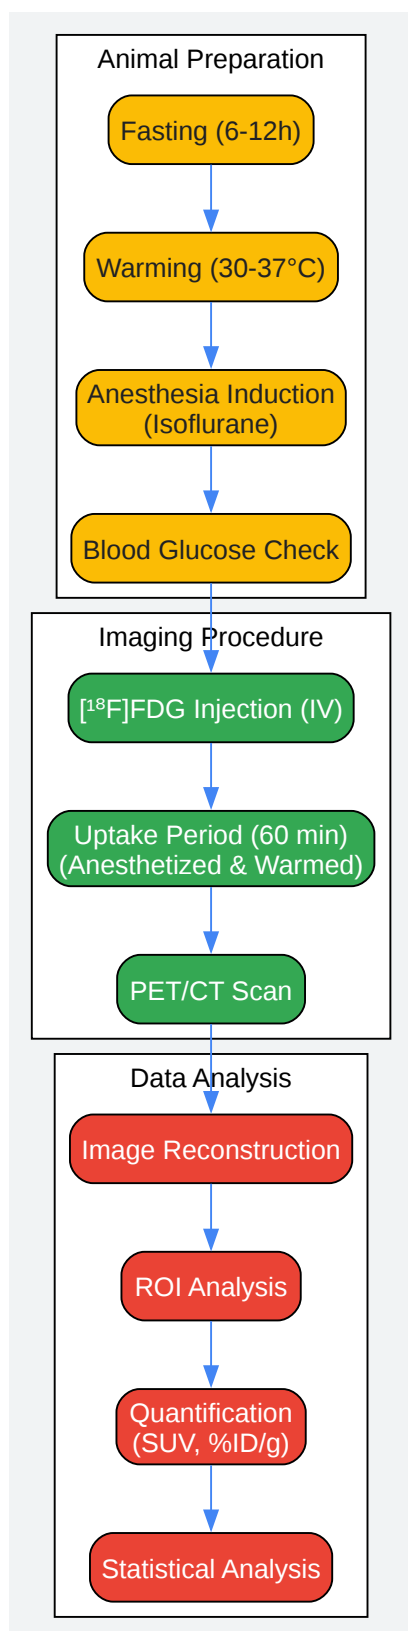 Animal Preparation
Fasting (6-12h)
Warming (30-37°C)
Anesthesia Induction
(Isoflurane)
Blood Glucose Check
Imaging Procedure
[¹⁸F]FDG Injection (IV)
Uptake Period (60 min)
(Anesthetized & Warmed)
PET/CT Scan
Data Analysis
Image Reconstruction
ROI Analysis
Quantification
(SUV, %ID/g)
Statistical Analysis